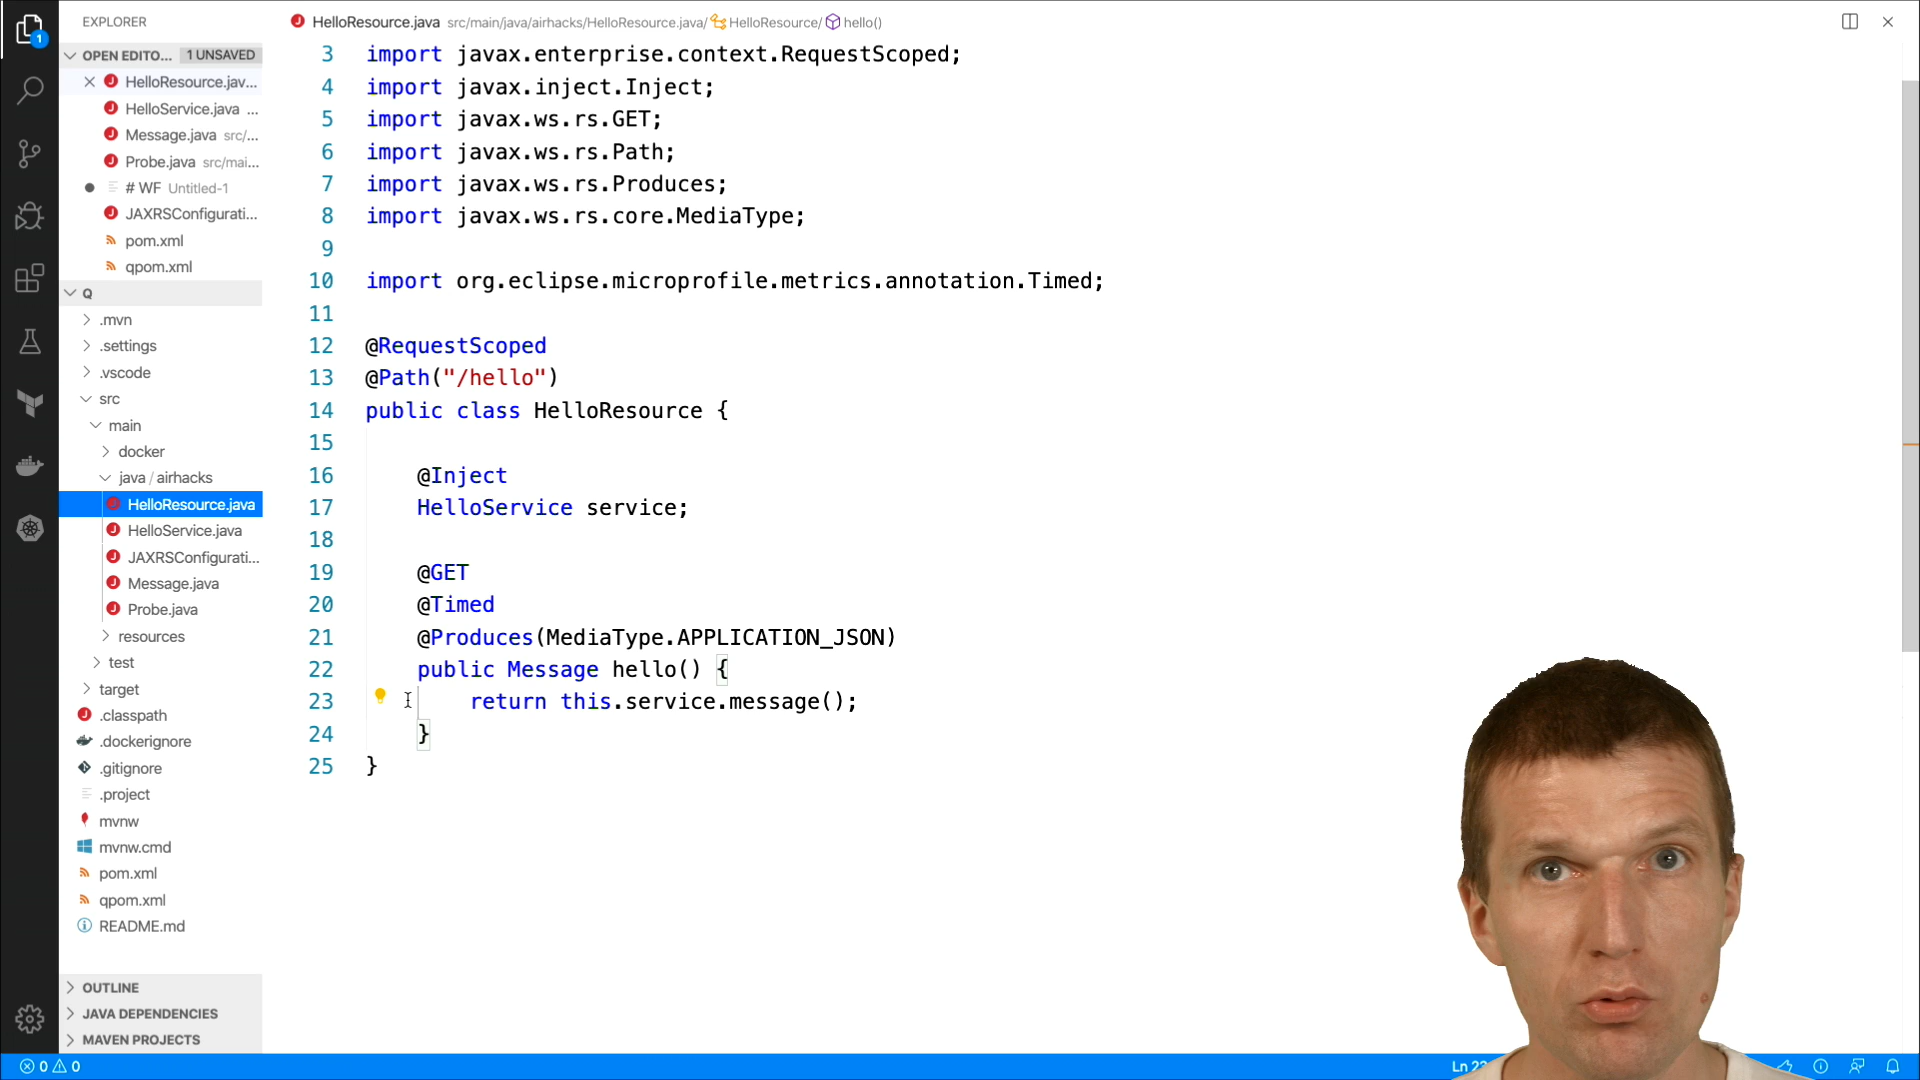 EXPLORER
OPEN EDITO... 1 UNSAVED
HelloResource.jav...
HelloService.java ...
Message.java src/...
Probe.java src/mai...
# WF Untitled-1
JAXRSConfigurati...
pom.xml
qpom.xml
Q
.mvn
.settings
.vscode
src
main
docker
java / airhacks
HelloResource.java
HelloService.java
JAXRSConfigurati...
Message.java
Probe.java
resources
test
target
.classpath
.dockerignore
.gitignore
.project
mvnw
mvnw.cmd
pom.xml
qpom.xml
README.md
OUTLINE
JAVA DEPENDENCIES
MAVEN PROJECTS
1
HelloResource.java src/main/java/airhacks/HelloResource.java/ HelloResource/ hello()
3 import javax.enterprise.context.RequestScoped;
4 import javax.inject.Inject;
5 import javax.ws.rs.GET;
6 import javax.ws.rs.Path;
7 import javax.ws.rs.Produces;
8 import javax.ws.rs.core.MediaType;
9
10 import org.eclipse.microprofile.metrics.annotation.Timed;
11
12 @RequestScoped
13 @Path("/hello")
14 public class HelloResource {
15
16 @Inject
17 HelloService service;
18
19 @GET
20 @Timed
21 @Produces(MediaType.APPLICATION_JSON)
22 public Message hello() {
23 return this.service.message();
24 }
25 }
0 0
Ln